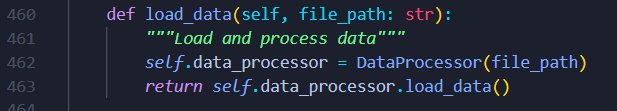 460 def load_data(self, file_path: str):
461 """Load and process data"""
462 self.data_processor = DataProcessor(file_path)
463 return self.data_processor.load_data()
464